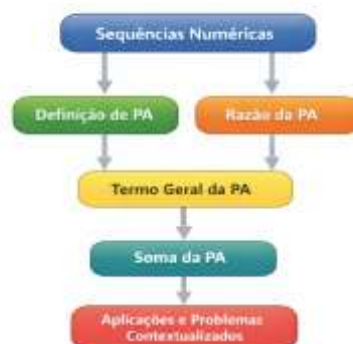 Sequências Numéricas
Definição de PA
Razão da PA
Termo Geral da PA
Soma da PA
Aplicações e Problemas
Contextualizados